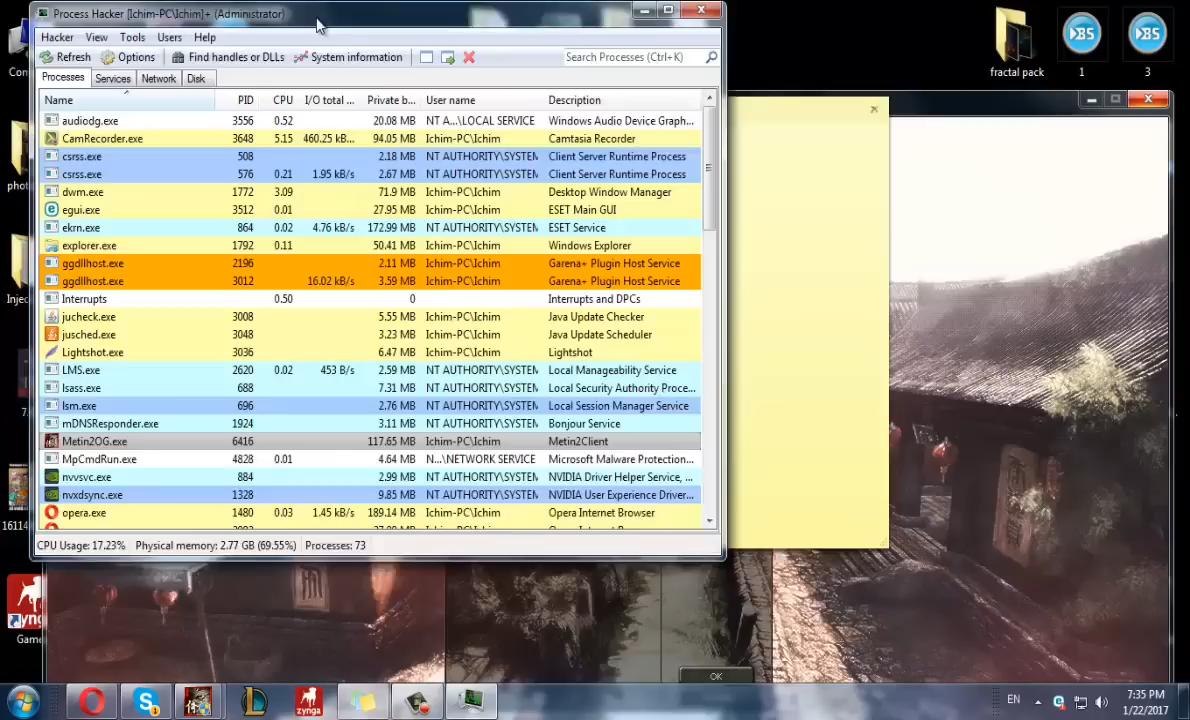 Process Hacker [Ichim-PC\Ichim]+ (Administrator)
Hacker View Tools Users Help
Refresh Options Find handles or DLLs System information Search Processes (Ctrl+K)
Processes Services Network Disk
Name PID CPU I/O total ... Private b... User name Description
audiodg.exe 3556 0.52 20.08 MB NT A...\LOCAL SERVICE Windows Audio Device Graph...
CamRecorder.exe 3648 5.15 460.25 kB... 94.05 MB Ichim-PC\Ichim Camtasia Recorder
csrss.exe 508 2.18 MB NT AUTHORITY\SYSTEM Client Server Runtime Process
csrss.exe 576 0.21 1.95 kB/s 2.67 MB NT AUTHORITY\SYSTEM Client Server Runtime Process
dwm.exe 1772 3.09 71.9 MB Ichim-PC\Ichim Desktop Window Manager
egui.exe 3512 0.01 27.95 MB Ichim-PC\Ichim ESET Main GUI
ekrn.exe 864 0.02 4.76 kB/s 172.99 MB NT AUTHORITY\SYSTEM ESET Service
explorer.exe 1792 0.11 50.41 MB Ichim-PC\Ichim Windows Explorer
ggdllhost.exe 2196 2.11 MB Ichim-PC\Ichim Garena+ Plugin Host Service
ggdllhost.exe 3012 16.02 kB/s 3.59 MB Ichim-PC\Ichim Garena+ Plugin Host Service
Interrupts 0.50 0 Interrupts and DPCs
jucheck.exe 3008 5.55 MB Ichim-PC\Ichim Java Update Checker
jusched.exe 3048 3.23 MB Ichim-PC\Ichim Java Update Scheduler
Lightshot.exe 3036 6.47 MB Ichim-PC\Ichim Lightshot
LMS.exe 2620 0.02 453 B/s 2.59 MB NT AUTHORITY\SYSTEM Local Manageability Service
lsass.exe 688 7.31 MB NT AUTHORITY\SYSTEM Local Security Authority Proce...
lsm.exe 696 2.76 MB NT AUTHORITY\SYSTEM Local Session Manager Service
mDNSResponder.exe 1924 3.11 MB NT AUTHORITY\SYSTEM Bonjour Service
Metin2OG.exe 6416 117.65 MB Ichim-PC\Ichim Metin2Client
MpCmdRun.exe 4828 0.01 4.64 MB N...\NETWORK SERVICE Microsoft Malware Protection...
nvvsvc.exe 884 2.99 MB NT AUTHORITY\SYSTEM NVIDIA Driver Helper Service, ...
nvxdsync.exe 1328 9.85 MB NT AUTHORITY\SYSTEM NVIDIA User Experience Driver...
opera.exe 1480 0.03 1.45 kB/s 189.14 MB Ichim-PC\Ichim Opera Internet Browser
CPU Usage: 17.23% Physical memory: 2.77 GB (69.55%) Processes: 73
fractal pack 1 3
Con
phot
Injec
7.
16114
zynga
Game
OK
zynga
EN
7:35 PM
1/22/2017